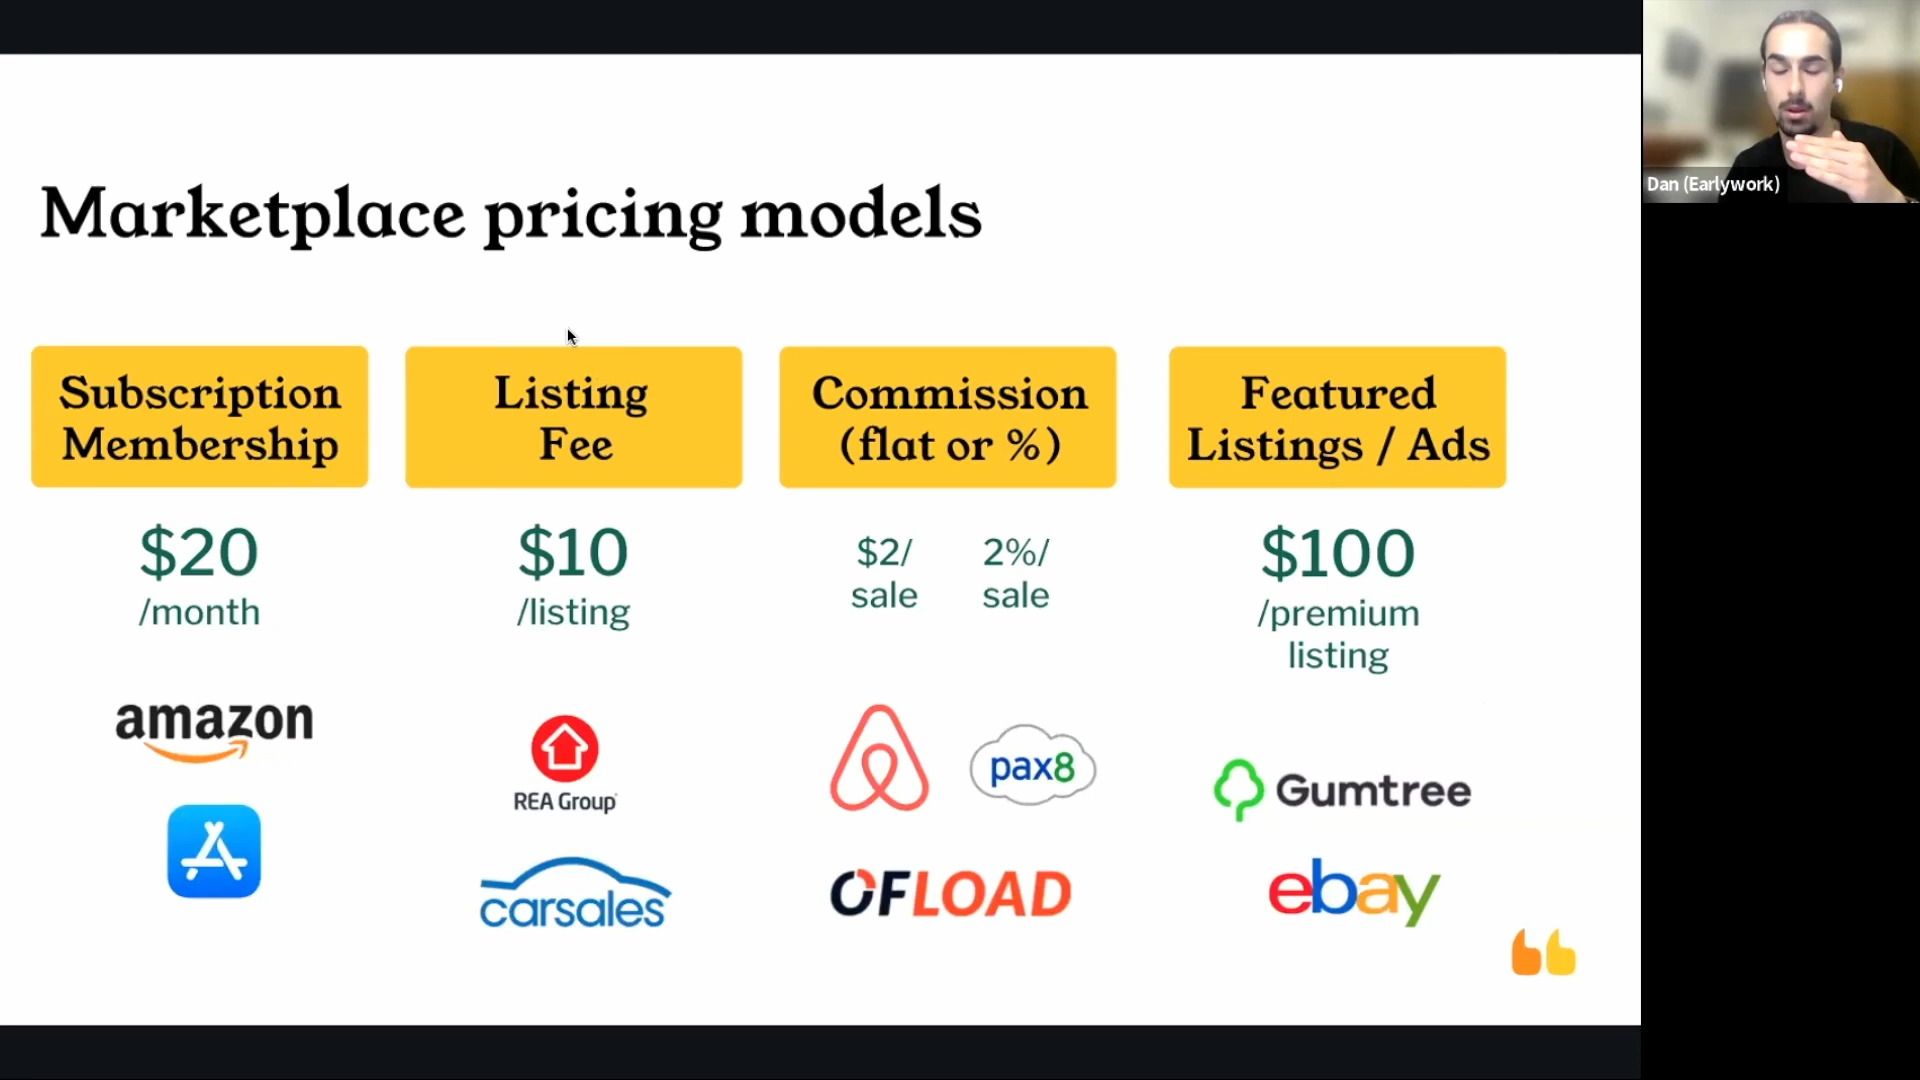 Marketplace pricing models
Subscription
Membership
$20
/month
amazon
Listing
Fee
$10
/listing
REA Group
carsales
Commission
(flat or %)
$2/
sale
2%/
sale
pax8
OFLOAD
Featured
Listings / Ads
$100
/premium
listing
Gumtree
ebay
Dan (Earlywork)